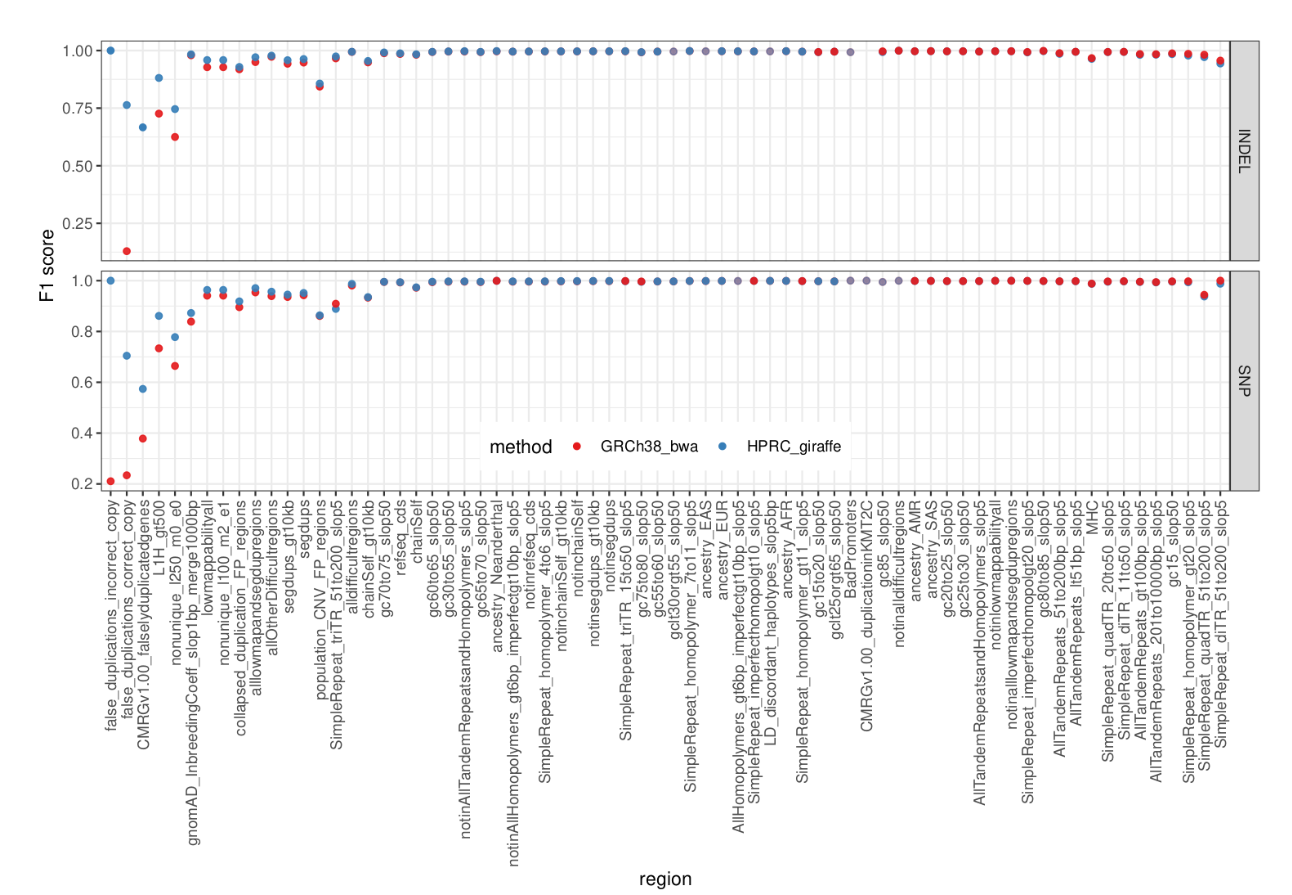 1.00
0.75
0.50
0.25
INDEL
F1 score
1.0
0.8
0.6
0.4
0.2
SNP
method
GRCh38_bwa
HPRC_giraffe
false_duplications_incorrect_copy
false_duplications_correct_copy
CMRGv1.00_falselyduplicatedgenes
L1H_gt500
nonunique_l250_m0_e0
gnomAD_InbreedingCoeff_slop1bp_merge1000bp
lowmappabilityall
nonunique_l100_m2_e1
collapsed_duplication_FP_regions
alllowmapandsegdupregions
allOtherDifficultregions
segdups_gt10kb
segdups
population_CNV_FP_regions
SimpleRepeat_triTR_51to200_slop5
alldifficultregions
chainSelf_gt10kb
gc70to75_slop50
refseq_cds
chainSelf
gc60to65_slop50
gc30to55_slop50
notinAllTandemRepeatsandHomopolymers_slop5
gc65to70_slop50
ancestry_Neanderthal
notinAllHomopolymers_gt6bp_imperfectgt10bp_slop5
notinrefseq_cds
SimpleRepeat_homopolymer_4to6_slop5
notinchainSelf_gt10kb
notinchainSelf
notinsegdups_gt10kb
notinsegdups
SimpleRepeat_triTR_15to50_slop5
gc75to80_slop50
gc55to60_slop50
gclt30orgt55_slop50
SimpleRepeat_homopolymer_7to11_slop5
ancestry_EAS
ancestry_EUR
AllHomopolymers_gt6bp_imperfectgt10bp_slop5
SimpleRepeat_imperfecthomopolgt10_slop5
LD_discordant_haplotypes_slop5bp
ancestry_AFR
SimpleRepeat_homopolymer_gt11_slop5
gc15to20_slop50
gclt25orgt65_slop50
BadPromoters
CMRGv1.00_duplicationinKMT2C
gc85_slop50
notinalldifficultregions
ancestry_AMR
ancestry_SAS
gc20to25_slop50
gc25to30_slop50
AllTandemRepeatsandHomopolymers_slop5
notinlowmappabilityall
notinalllowmapandsegdupregions
SimpleRepeat_imperfecthomopolgt20_slop5
gc80to85_slop50
AllTandemRepeats_51to200bp_slop5
AllTandemRepeats_lt51bp_slop5
MHC
SimpleRepeat_quadTR_20to50_slop5
SimpleRepeat_diTR_11to50_slop5
AllTandemRepeats_gt100bp_slop5
AllTandemRepeats_201to10000bp_slop5
gc15_slop50
SimpleRepeat_homopolymer_gt20_slop5
SimpleRepeat_quadTR_51to200_slop5
SimpleRepeat_diTR_51to200_slop5
region